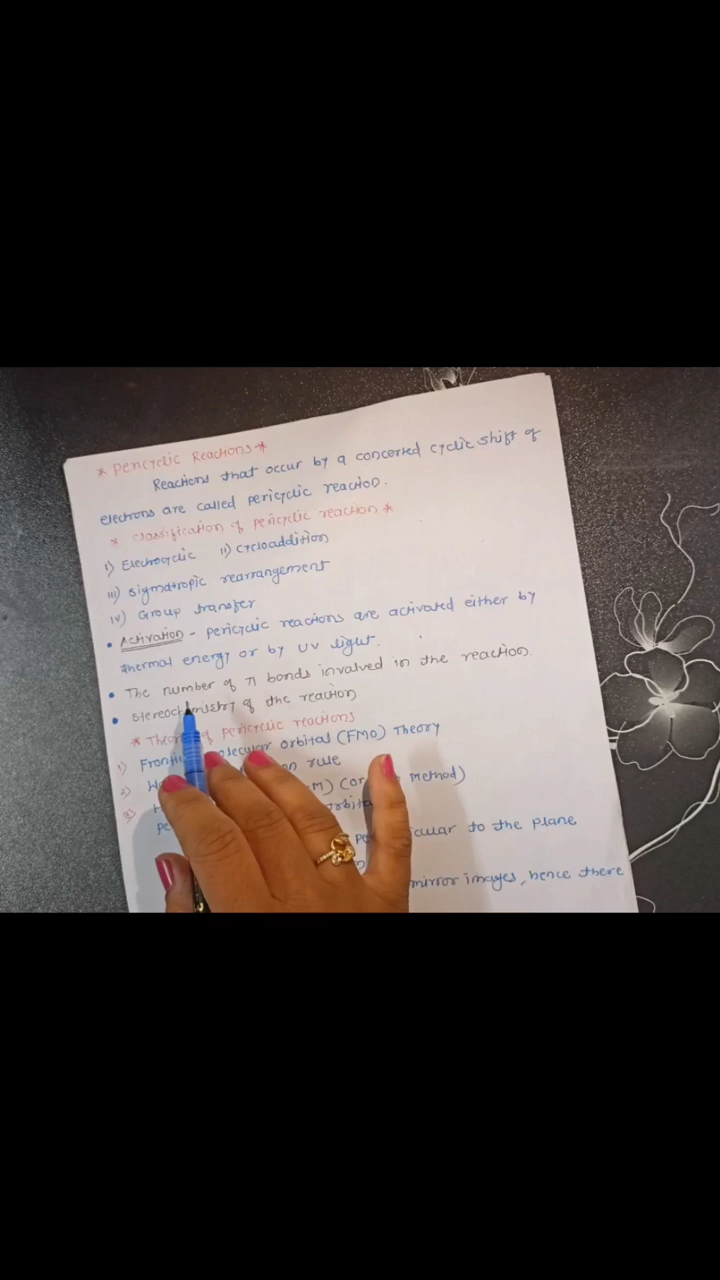 * Pericyclic Reactions *
Reactions that occur by a concerted cyclic shift of
electrons are called pericyclic reaction.
* classification of pericyclic reaction *
i) Electrocyclic ii) cycloaddition
iii) sigmatropic rearrangement
iv) Group transfer
• Activation - Pericyclic reactions are activated either by
thermal energy or by UV light.
• The number of π bonds involved in the reaction.
• stereochemistry of the reaction
* of pericyclic reactions
1) orbital (FMO) Theory
2) rule
3) method)
to the plane
mirror images, hence there